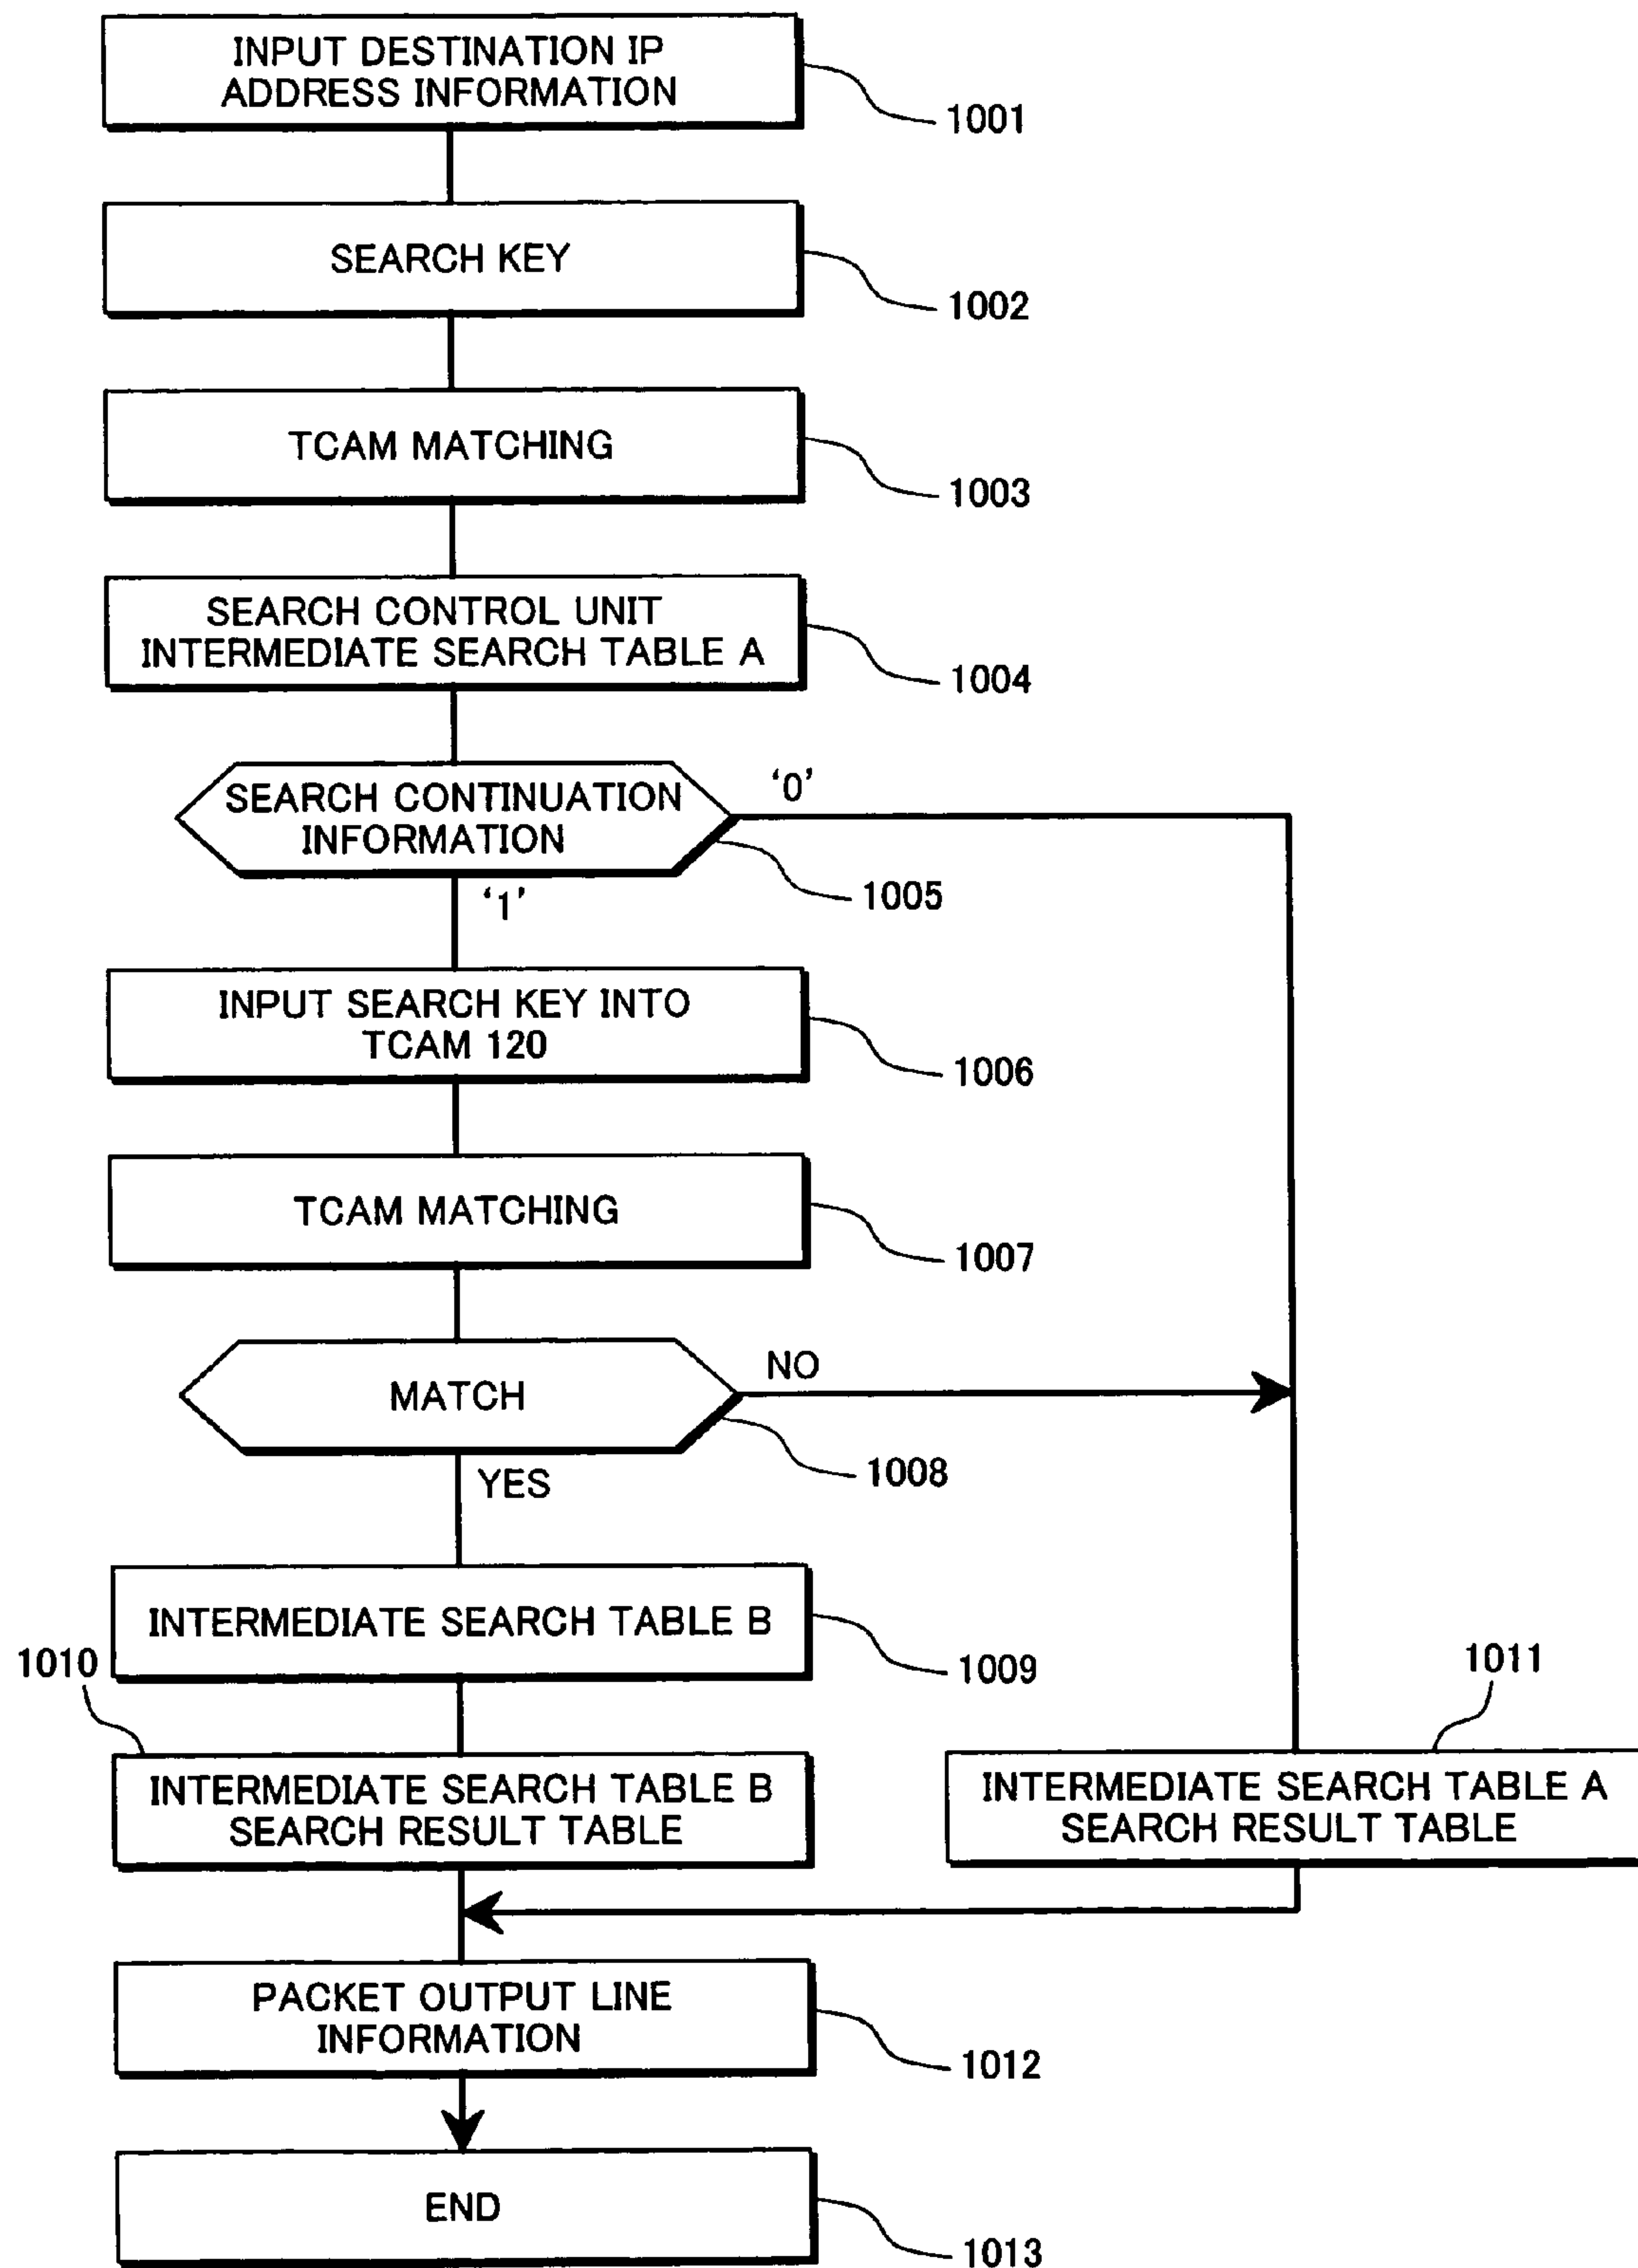 INPUT DESTINATION IP
ADDRESS INFORMATION
1001
SEARCH KEY
1002
TCAM MATCHING
1003
SEARCH CONTROL UNIT
INTERMEDIATE SEARCH TABLE A
1004
SEARCH CONTINUATION
INFORMATION
'0'
1005
'1'
INPUT SEARCH KEY INTO
TCAM 120
1006
TCAM MATCHING
1007
MATCH
NO
1008
YES
INTERMEDIATE SEARCH TABLE B
1009
1010
INTERMEDIATE SEARCH TABLE B
SEARCH RESULT TABLE
1011
INTERMEDIATE SEARCH TABLE A
SEARCH RESULT TABLE
PACKET OUTPUT LINE
INFORMATION
1012
END
1013